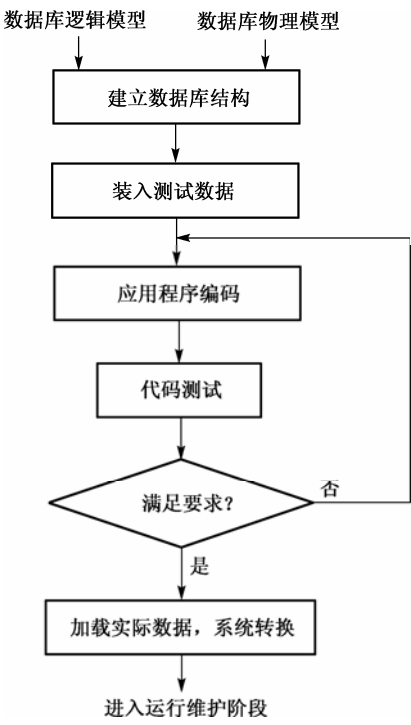 数据库逻辑模型 数据库物理模型
建立数据库结构
装入测试数据
应用程序编码
代码测试
满足要求?
否
是
加载实际数据，系统转换
进入运行维护阶段